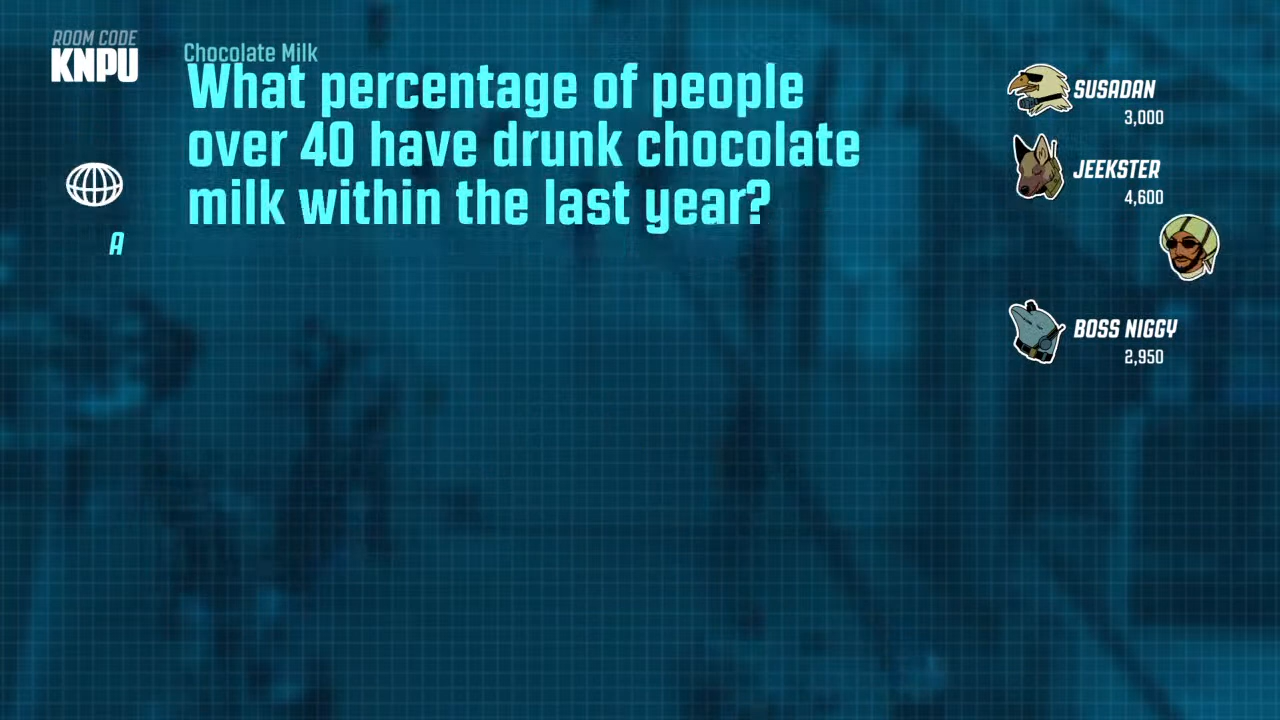 ROOM CODE
KNPU
Chocolate Milk
What percentage of people
over 40 have drunk chocolate
milk within the last year?
A
SUSADAN
3,000
JEEKSTER
4,600
BOSS NIGGY
2,950